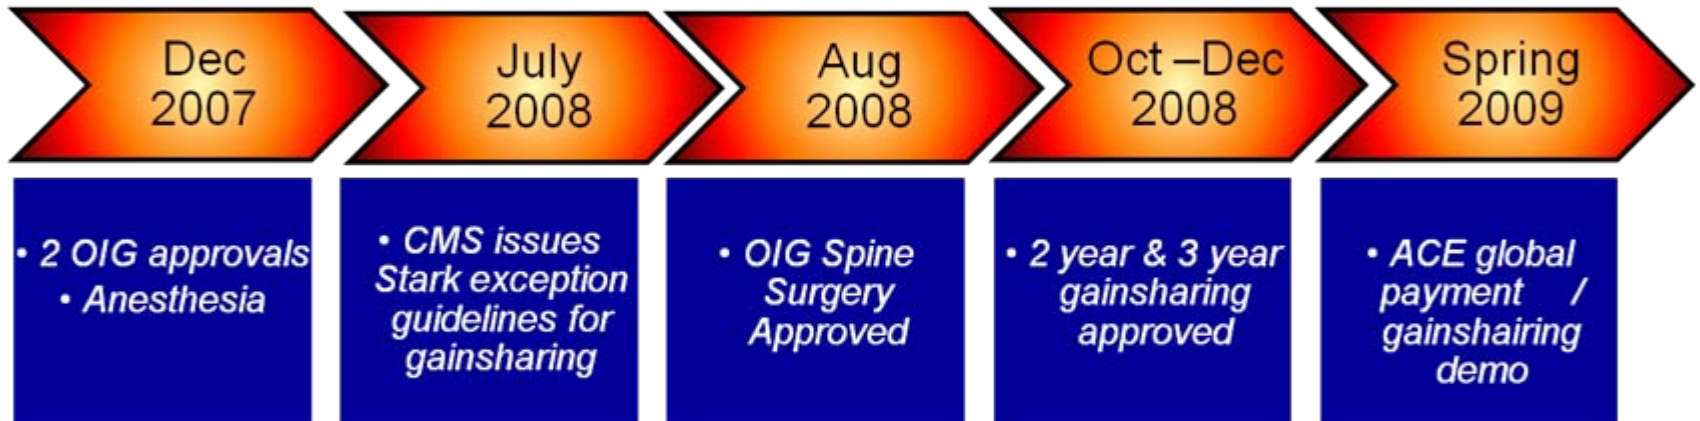 Dec
2007
July
2008
Aug
2008
Oct –Dec
2008
Spring
2009
• 2 OIG approvals
• Anesthesia
• CMS issues
Stark exception
guidelines for
gainsharing
• OIG Spine
Surgery
Approved
• 2 year & 3 year
gainsharing
approved
• ACE global
payment /
gainshairing
demo